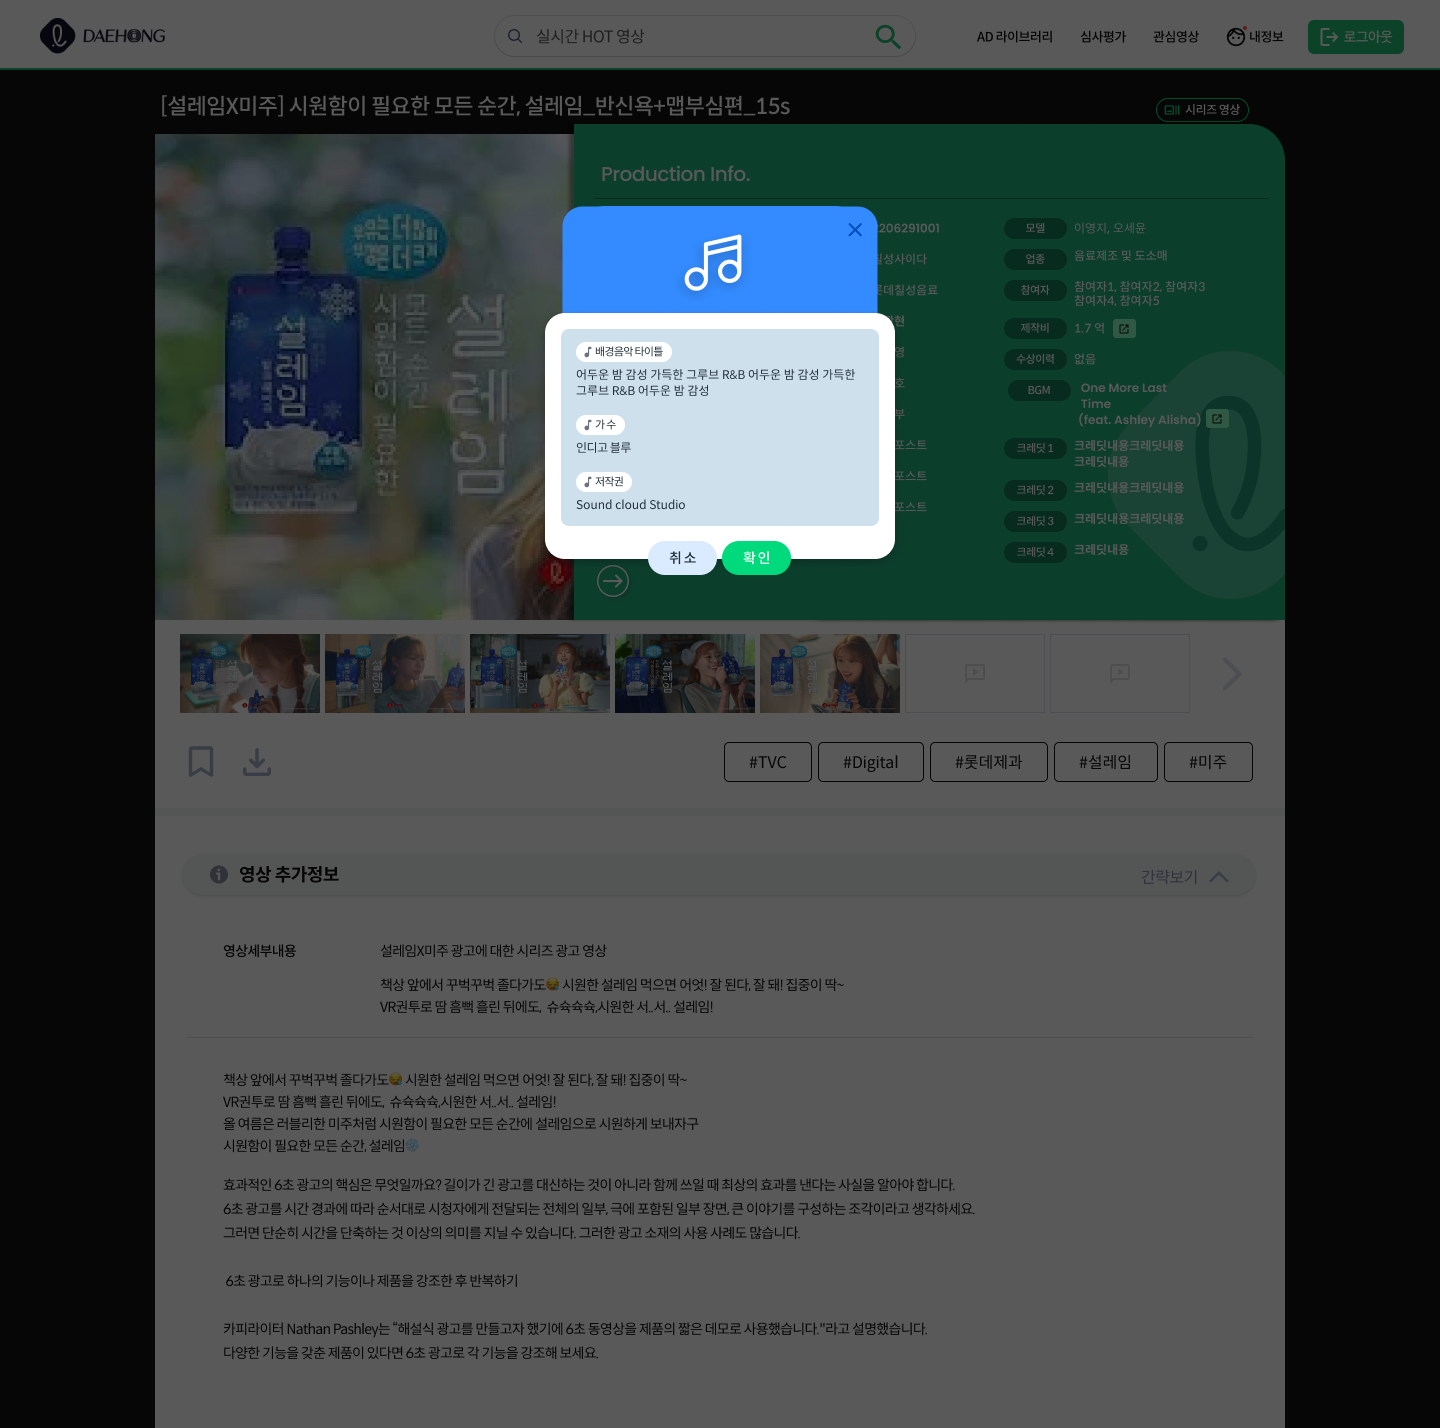 DAEHONG
실시간 HOT 영상
AD 라이브러리
심사평가
관심영상
내정보
로그아웃
[설레임X미주] 시원함이 필요한 모든 순간, 설레임_반신욕+맵부심편_15s
시리즈 영상
Production Info.
206291001
칠성사이다
롯데칠성음료
현
영
호
부
포스트
포스트
포스트
모델
이영지, 오세윤
업종
음료제조 및 도소매
참여자
참여자1, 참여자2, 참여자3
참여자4, 참여자5
제작비
1.7 억
수상이력
없음
BGM
One More Last
Time
(feat. Ashley Alisha)
크레딧 1
크레딧내용크레딧내용
크레딧내용
크레딧 2
크레딧내용크레딧내용
크레딧 3
크레딧내용크레딧내용
크레딧 4
크레딧내용
설레임
시원함이 필요한
모든 순간
설레임
배경음악 타이틀
어두운 밤 감성 가득한 그루브 R&B 어두운 밤 감성 가득한
그루브 R&B 어두운 밤 감성
가수
인디고 블루
저작권
Sound cloud Studio
취소
확인
#TVC
#Digital
#롯데제과
#설레임
#미주
영상 추가정보
간략보기
영상세부내용
설레임X미주 광고에 대한 시리즈 광고 영상
책상 앞에서 꾸벅꾸벅 졸다가도😪 시원한 설레임 먹으면 어엇! 잘 된다, 잘 돼! 집중이 딱~
VR권투로 땀 흠뻑 흘린 뒤에도, 슈슉슉슉,시원한 서..서.. 설레임!
책상 앞에서 꾸벅꾸벅 졸다가도😪 시원한 설레임 먹으면 어엇! 잘 된다, 잘 돼! 집중이 딱~
VR권투로 땀 흠뻑 흘린 뒤에도, 슈슉슉슉,시원한 서..서.. 설레임!
올 여름은 러블리한 미주처럼 시원함이 필요한 모든 순간에 설레임으로 시원하게 보내자구
시원함이 필요한 모든 순간, 설레임
효과적인 6초 광고의 핵심은 무엇일까요? 길이가 긴 광고를 대신하는 것이 아니라 함께 쓰일 때 최상의 효과를 낸다는 사실을 알아야 합니다.
6초 광고를 시간 경과에 따라 순서대로 시청자에게 전달되는 전체의 일부, 극에 포함된 일부 장면, 큰 이야기를 구성하는 조각이라고 생각하세요.
그러면 단순히 시간을 단축하는 것 이상의 의미를 지닐 수 있습니다. 그러한 광고 소재의 사용 사례도 많습니다.
6초 광고로 하나의 기능이나 제품을 강조한 후 반복하기
카피라이터 Nathan Pashley는 “해설식 광고를 만들고자 했기에 6초 동영상을 제품의 짧은 데모로 사용했습니다."라고 설명했습니다.
다양한 기능을 갖춘 제품이 있다면 6초 광고로 각 기능을 강조해 보세요.